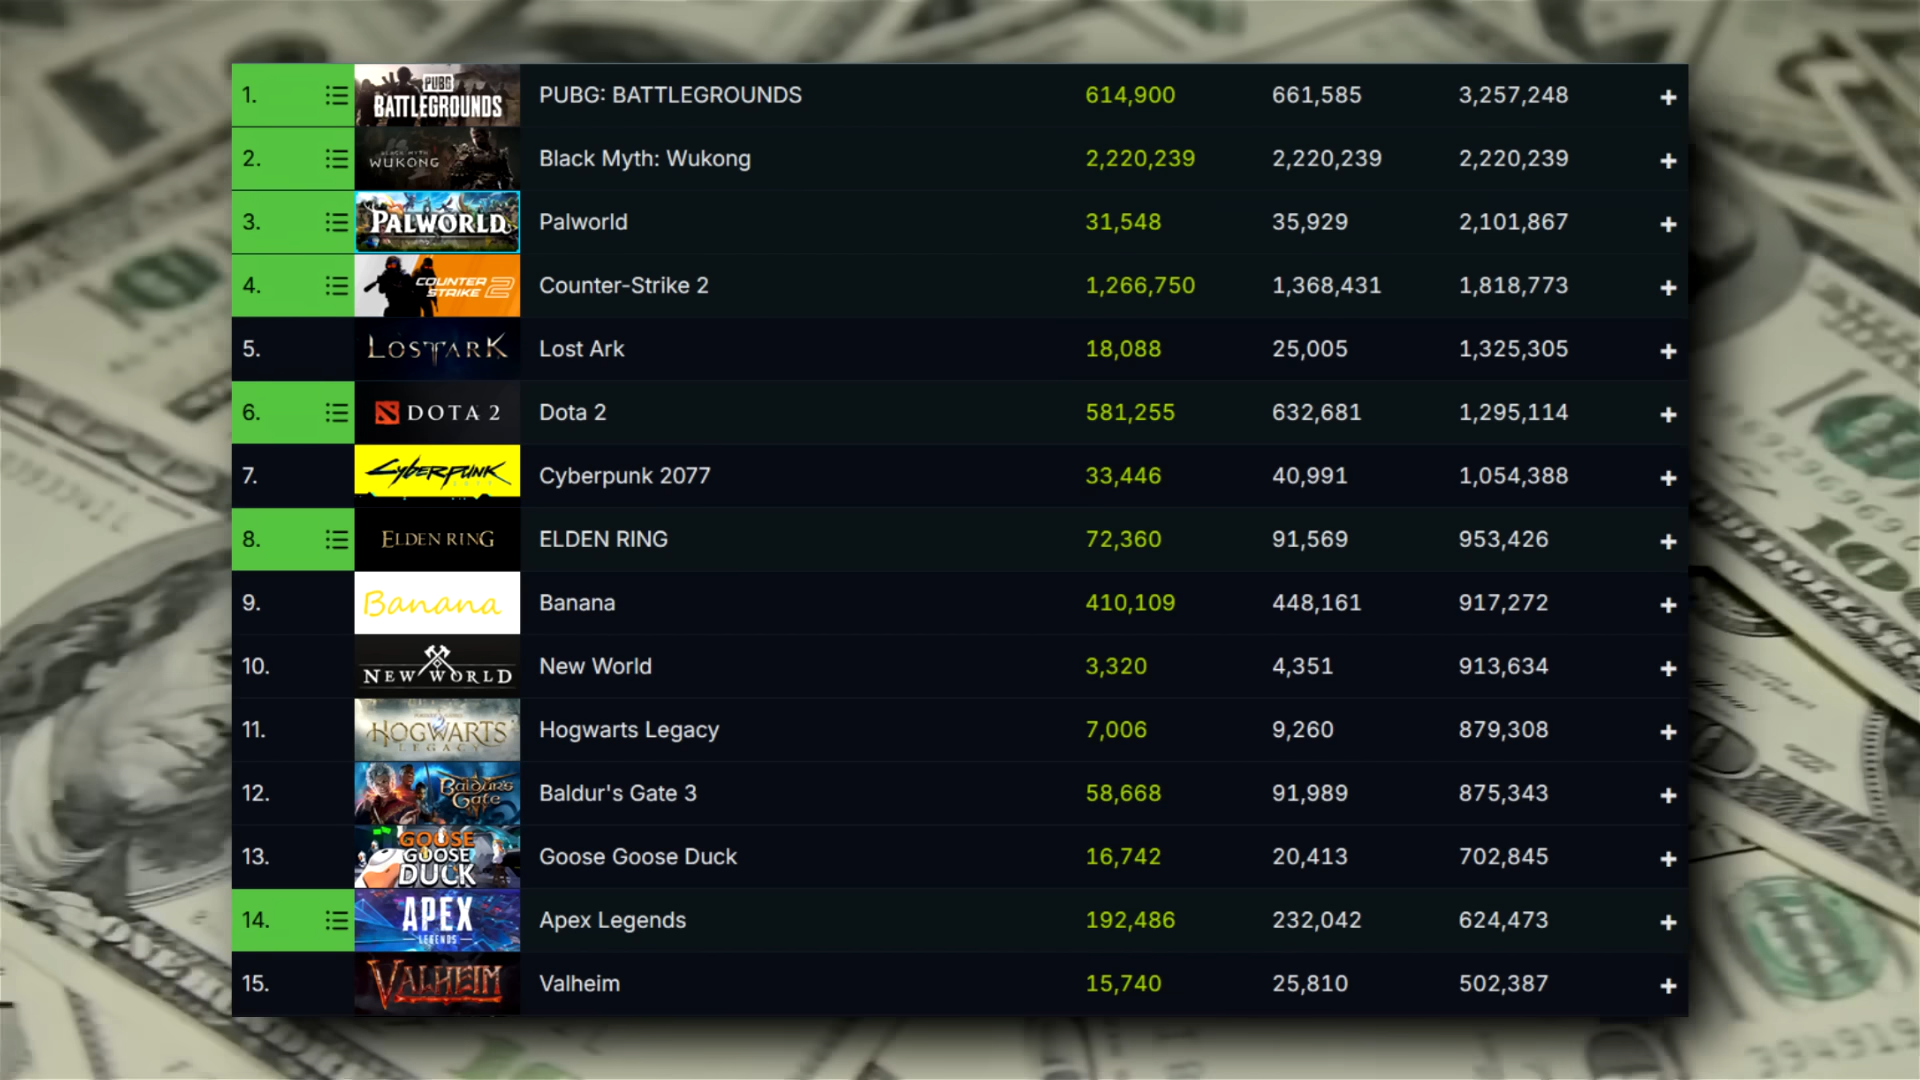 1. PUBG BATTLEGROUNDS PUBG: BATTLEGROUNDS 614,900 661,585 3,257,248 +
2. BLACK MYTH WUKONG Black Myth: Wukong 2,220,239 2,220,239 2,220,239 +
3. PALWORLD Palworld 31,548 35,929 2,101,867 +
4. COUNTER STRIKE 2 Counter-Strike 2 1,266,750 1,368,431 1,818,773 +
5. LOST ARK Lost Ark 18,088 25,005 1,325,305 +
6. DOTA 2 Dota 2 581,255 632,681 1,295,114 +
7. CYBERPUNK Cyberpunk 2077 33,446 40,991 1,054,388 +
8. ELDEN RING ELDEN RING 72,360 91,569 953,426 +
9. Banana Banana 410,109 448,161 917,272 +
10. NEW WORLD New World 3,320 4,351 913,634 +
11. HOGWARTS LEGACY Hogwarts Legacy 7,006 9,260 879,308 +
12. Baldur's Gate Baldur's Gate 3 58,668 91,989 875,343 +
13. GOOSE GOOSE DUCK Goose Goose Duck 16,742 20,413 702,845 +
14. APEX LEGENDS Apex Legends 192,486 232,042 624,473 +
15. VALHEIM Valheim 15,740 25,810 502,387 +